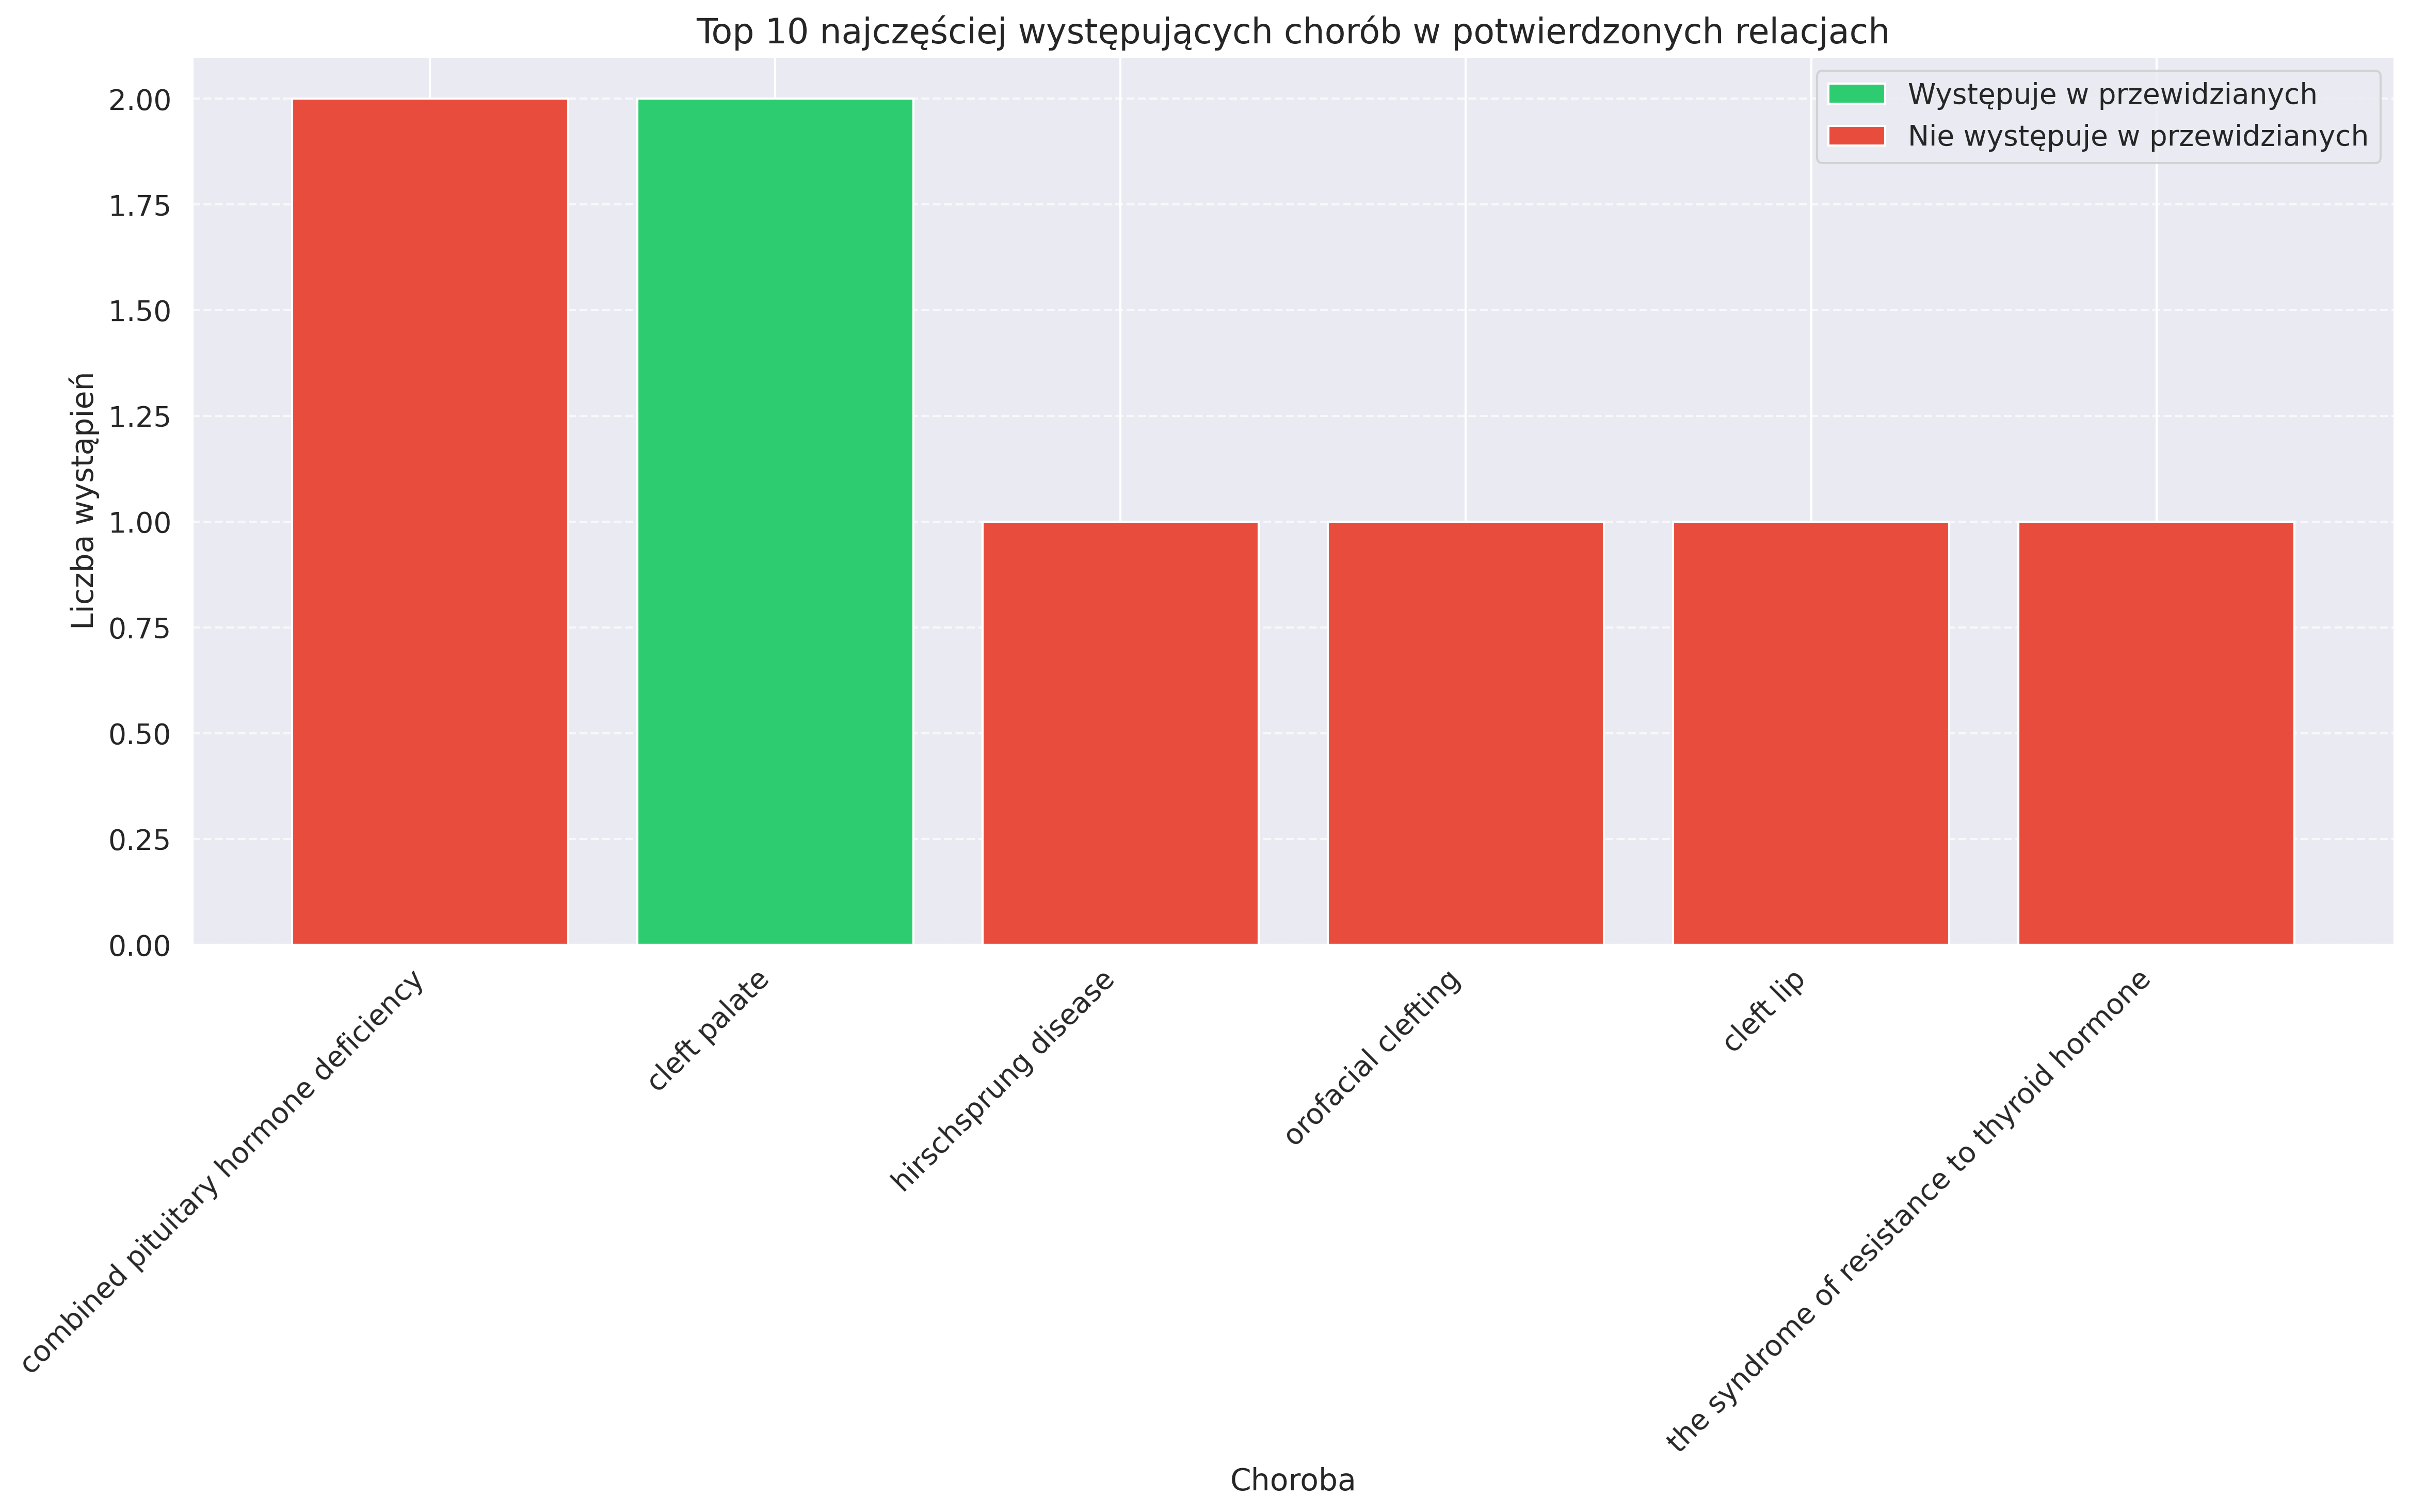 Top 10 najczęściej występujących chorób w potwierdzonych relacjach
Występuje w przewidzianych
Nie występuje w przewidzianych
Liczba wystąpień
2.00
1.75
1.50
1.25
1.00
0.75
0.50
0.25
0.00
combined pituitary hormone deficiency
cleft palate
hirschsprung disease
orofacial clefting
cleft lip
the syndrome of resistance to thyroid hormone
Choroba